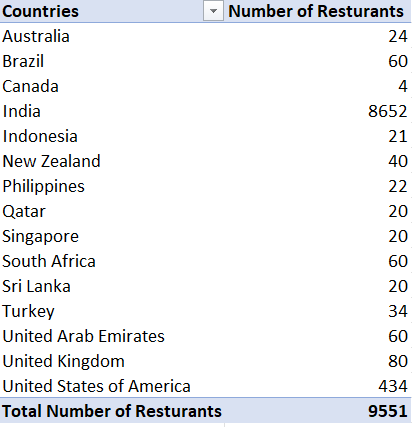 Countries Number of Resturants
Australia 24
Brazil 60
Canada 4
India 8652
Indonesia 21
New Zealand 40
Philippines 22
Qatar 20
Singapore 20
South Africa 60
Sri Lanka 20
Turkey 34
United Arab Emirates 60
United Kingdom 80
United States of America 434
Total Number of Resturants 9551